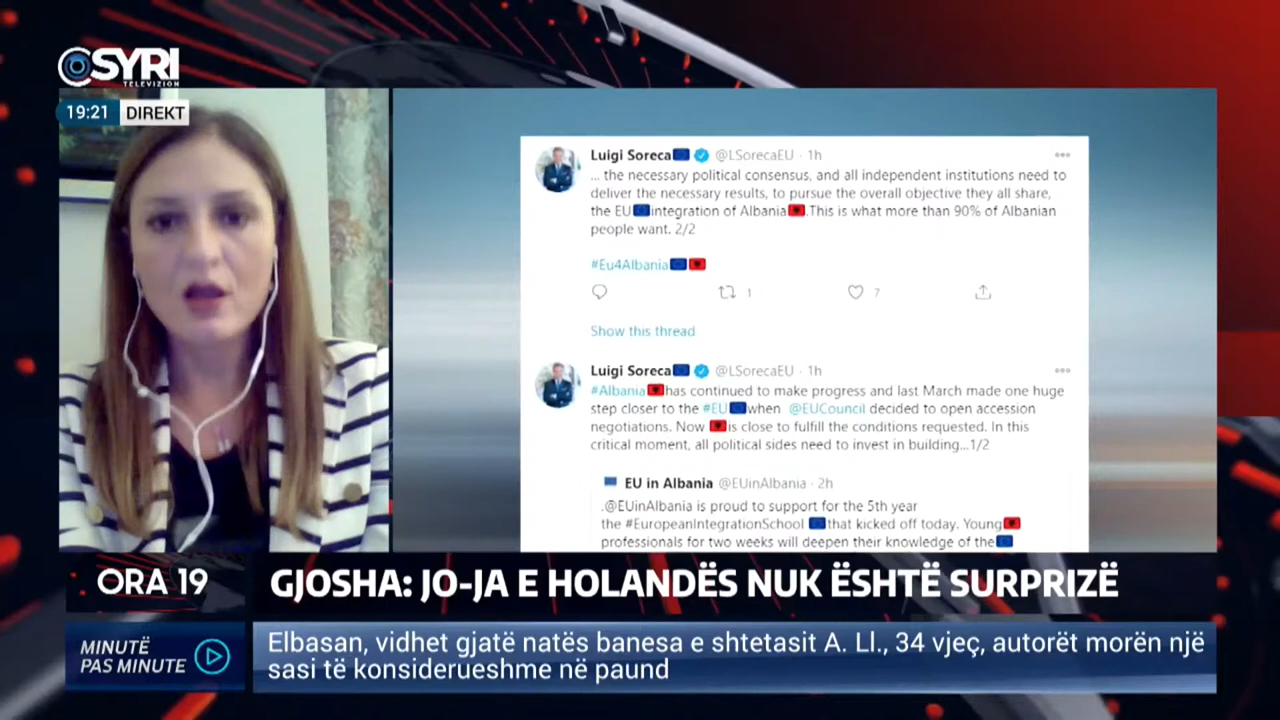 SYRI
TELEVIZION
19:21 DIREKT
Luigi Soreca @LSorecaEU · 1h
... the necessary political consensus, and all independent institutions need to
deliver the necessary results, to pursue the overall objective they all share,
the EU integration of Albania .This is what more than 90% of Albanian
people want. 2/2
#Eu4Albania
1 7
Show this thread
Luigi Soreca @LSorecaEU · 1h
#Albania has continued to make progress and last March made one huge
step closer to the #EU when @EUCouncil decided to open accession
negotiations. Now is close to fulfill the conditions requested. In this
critical moment, all political sides need to invest in building...1/2
EU in Albania @EUinAlbania · 2h
.@EUinAlbania is proud to support for the 5th year
the #EuropeanIntegrationSchool that kicked off today. Young
professionals for two weeks will deepen their knowledge of the
ORA 19
GJOSHA: JO-JA E HOLANDËS NUK ËSHTË SURPRIZË
MINUTË
PAS MINUTE
Elbasan, vidhet gjatë natës banesa e shtetasit A. Ll., 34 vjeç, autorët morën një
sasi të konsiderueshme në paund